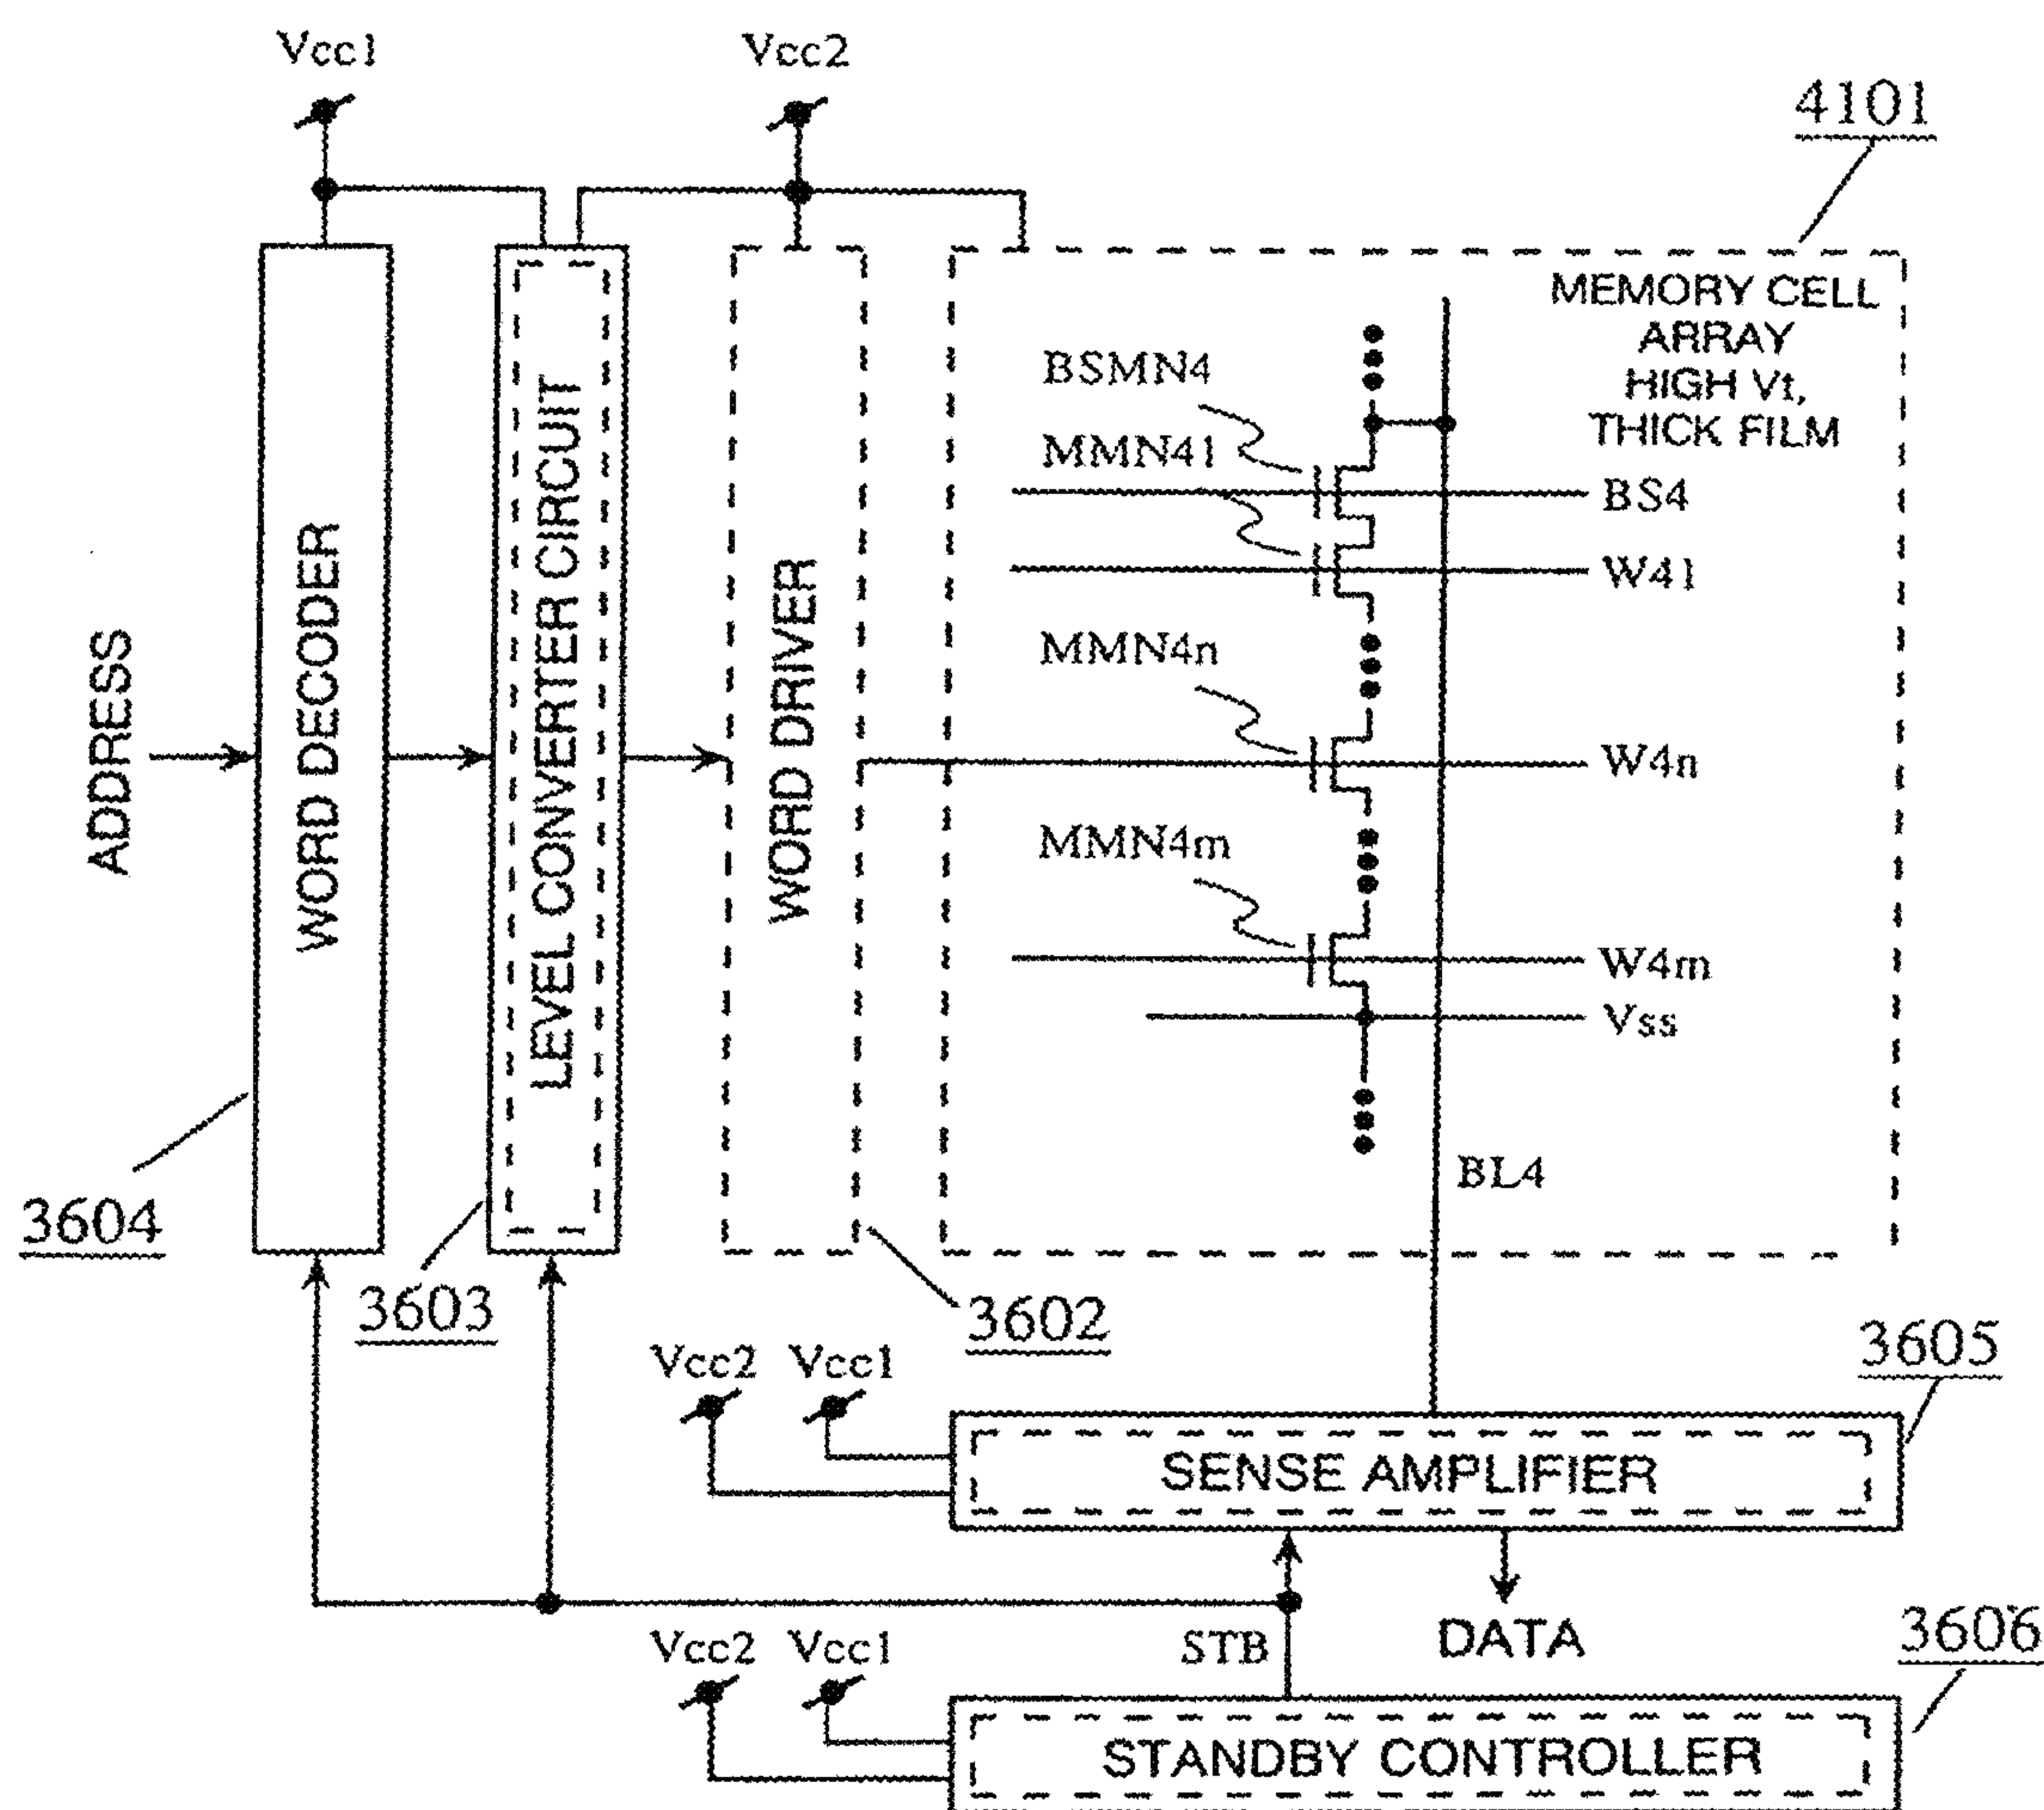 Vcc1
Vcc2
4101
MEMORY CELL
ARRAY
HIGH Vt,
THICK FILM
BSMN4
MMN41
BS4
W41
MMN4n
W4n
MMN4m
W4m
Vss
BL4
ADDRESS
WORD DECODER
LEVEL CONVERTER CIRCUIT
WORD DRIVER
3604
3603
3602
3605
Vcc2
Vcc1
SENSE AMPLIFIER
DATA
STB
3606
Vcc2
Vcc1
STANDBY CONTROLLER